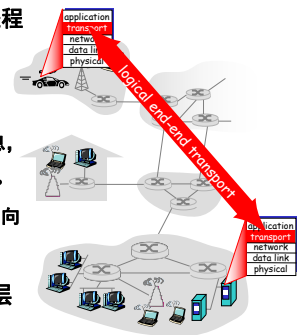 程
application
transport
network
data link
physical
logical end-end transport
息，
。
向
层
application
transport
network
data link
physical